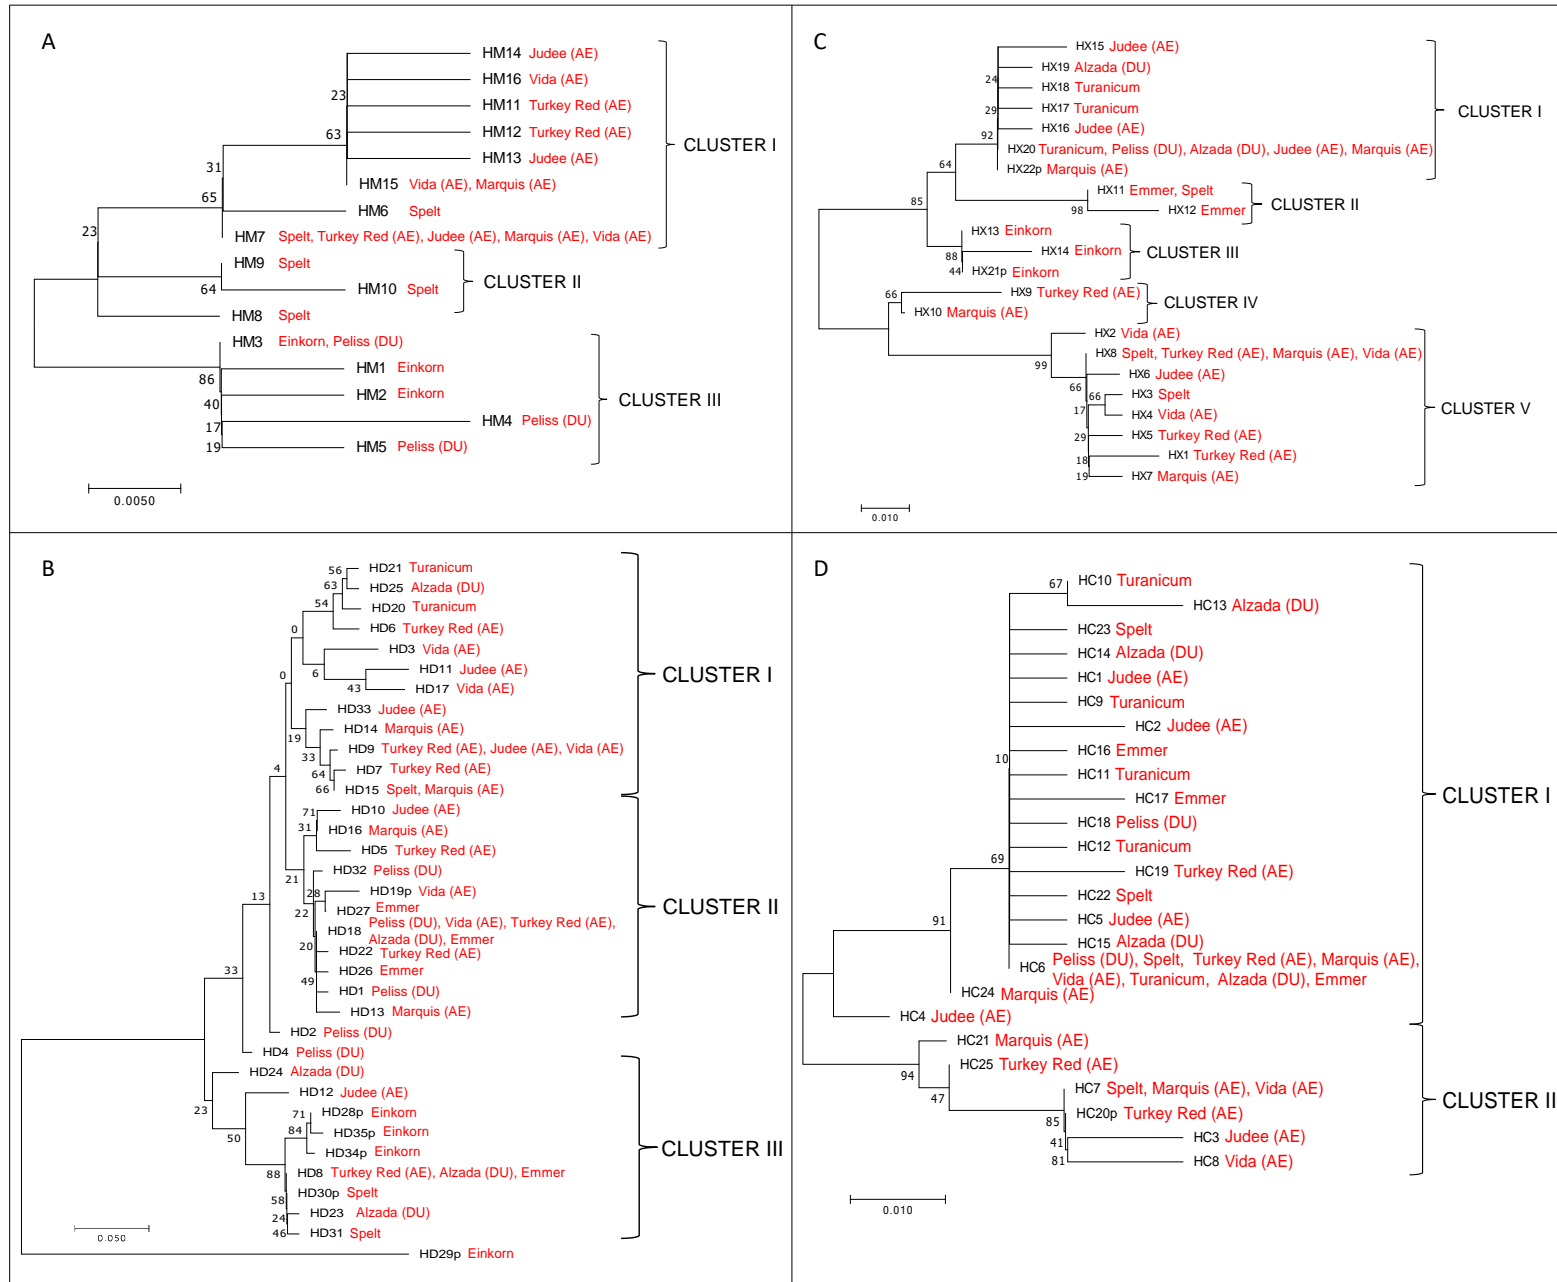 A
HM14 Judee (AE)
HM16 Vida (AE)
23
HM11 Turkey Red (AE)
HM12 Turkey Red (AE)
63
CLUSTER I
HM13 Judee (AE)
31
HM15 Vida (AE), Marquis (AE)
65
HM6 Spelt
23
HM7 Spelt, Turkey Red (AE), Judee (AE), Marquis (AE), Vida (AE)
HM9 Spelt
CLUSTER II
64
HM10 Spelt
HM8 Spelt
HM3 Einkorn, Peliss (DU)
HM1 Einkorn
86
HM2 Einkorn
CLUSTER III
40
HM4 Peliss (DU)
17
19
HM5 Peliss (DU)
0.0050
C
HX15 Judee (AE)
HX19 Alzada (DU)
24
HX18 Turanicum
HX17 Turanicum
29
CLUSTER I
HX16 Judee (AE)
92
HX20 Turanicum, Peliss (DU), Alzada (DU), Judee (AE), Marquis (AE)
64
HX22p Marquis (AE)
HX11 Emmer, Spelt
CLUSTER II
85
98
HX12 Emmer
HX13 Einkorn
HX14 Einkorn
CLUSTER III
88
44
HX21p Einkorn
66
HX9 Turkey Red (AE)
CLUSTER IV
HX10 Marquis (AE)
HX2 Vida (AE)
HX8 Spelt, Turkey Red (AE), Marquis (AE), Vida (AE)
99
HX6 Judee (AE)
66
66
HX3 Spelt
17
HX4 Vida (AE)
CLUSTER V
29
HX5 Turkey Red (AE)
18
HX1 Turkey Red (AE)
19
HX7 Marquis (AE)
0.010
B
56
HD21 Turanicum
63
HD25 Alzada (DU)
54
HD20 Turanicum
0
HD6 Turkey Red (AE)
HD3 Vida (AE)
6
HD11 Judee (AE)
CLUSTER I
0
43
HD17 Vida (AE)
HD33 Judee (AE)
19
HD14 Marquis (AE)
33
HD9 Turkey Red (AE), Judee (AE), Vida (AE)
4
64
HD7 Turkey Red (AE)
66
HD15 Spelt, Marquis (AE)
71
HD10 Judee (AE)
31
HD16 Marquis (AE)
HD5 Turkey Red (AE)
21
HD32 Peliss (DU)
13
28
HD19p Vida (AE)
22
HD27 Emmer
CLUSTER II
HD18 Peliss (DU), Vida (AE), Turkey Red (AE),
Alzada (DU), Emmer
20
HD22 Turkey Red (AE)
HD26 Emmer
33
49
HD1 Peliss (DU)
HD13 Marquis (AE)
HD2 Peliss (DU)
HD4 Peliss (DU)
HD24 Alzada (DU)
23
HD12 Judee (AE)
71
HD28p Einkorn
50
84
HD35p Einkorn
HD34p Einkorn
CLUSTER III
88
HD8 Turkey Red (AE), Alzada (DU), Emmer
HD30p Spelt
58
24
HD23 Alzada (DU)
46
HD31 Spelt
0.050
HD29p Einkorn
D
67
HC10 Turanicum
HC13 Alzada (DU)
HC23 Spelt
HC14 Alzada (DU)
HC1 Judee (AE)
HC9 Turanicum
HC2 Judee (AE)
10
HC16 Emmer
HC11 Turanicum
HC17 Emmer
CLUSTER I
HC18 Peliss (DU)
HC12 Turanicum
69
HC19 Turkey Red (AE)
HC22 Spelt
91
HC5 Judee (AE)
HC15 Alzada (DU)
HC6 Peliss (DU), Spelt, Turkey Red (AE), Marquis (AE),
Vida (AE), Turanicum, Alzada (DU), Emmer
HC24 Marquis (AE)
HC4 Judee (AE)
HC21 Marquis (AE)
HC25 Turkey Red (AE)
94
47
HC7 Spelt, Marquis (AE), Vida (AE)
CLUSTER II
HC20p Turkey Red (AE)
85
41
HC3 Judee (AE)
81
HC8 Vida (AE)
0.010